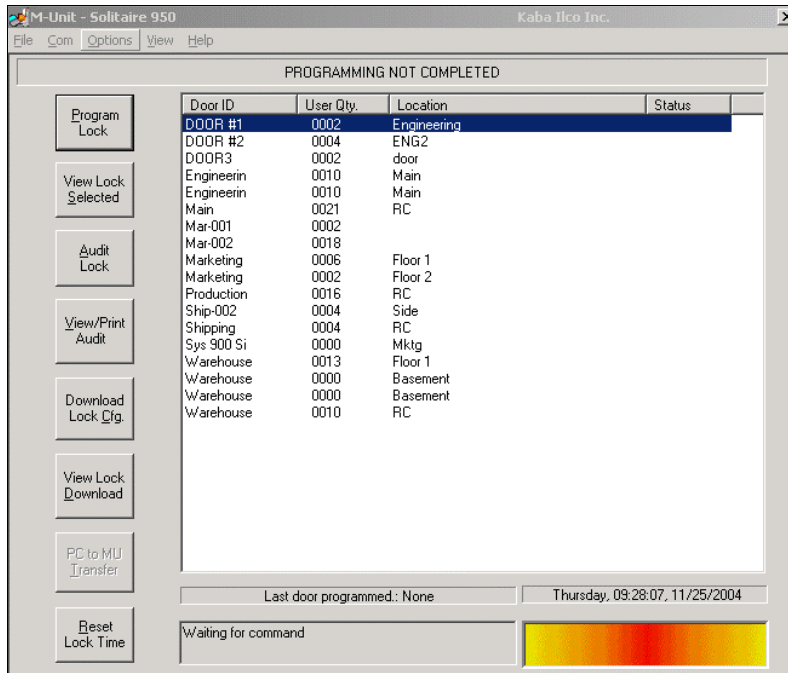 M-Unit - Solitaire 950 Kaba Ilco Inc.
File Com Options View Help
PROGRAMMING NOT COMPLETED
Program
Lock
View Lock
Selected
Audit
Lock
View/Print
Audit
Download
Lock Cfg.
View Lock
Download
PC to MU
Transfer
Reset
Lock Time
Door ID User Qty. Location Status
DOOR #1 0002 Engineering
DOOR #2 0004 ENG2
DOOR3 0002 door
Engineerin 0010 Main
Engineerin 0010 Main
Main 0021 RC
Mar-001 0002
Mar-002 0018
Marketing 0006 Floor 1
Marketing 0002 Floor 2
Production 0016 RC
Ship-002 0004 Side
Shipping 0004 RC
Sys 900 Si 0000 Mktg
Warehouse 0013 Floor 1
Warehouse 0000 Basement
Warehouse 0000 Basement
Warehouse 0010 RC
Last door programmed.: None
Thursday, 09:28:07, 11/25/2004
Waiting for command